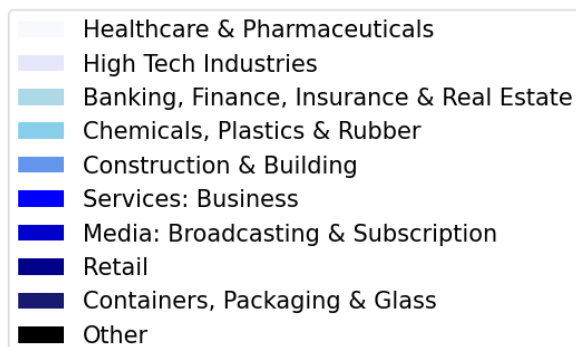 Healthcare & Pharmaceuticals
High Tech Industries
Banking, Finance, Insurance & Real Estate
Chemicals, Plastics & Rubber
Construction & Building
Services: Business
Media: Broadcasting & Subscription
Retail
Containers, Packaging & Glass
Other